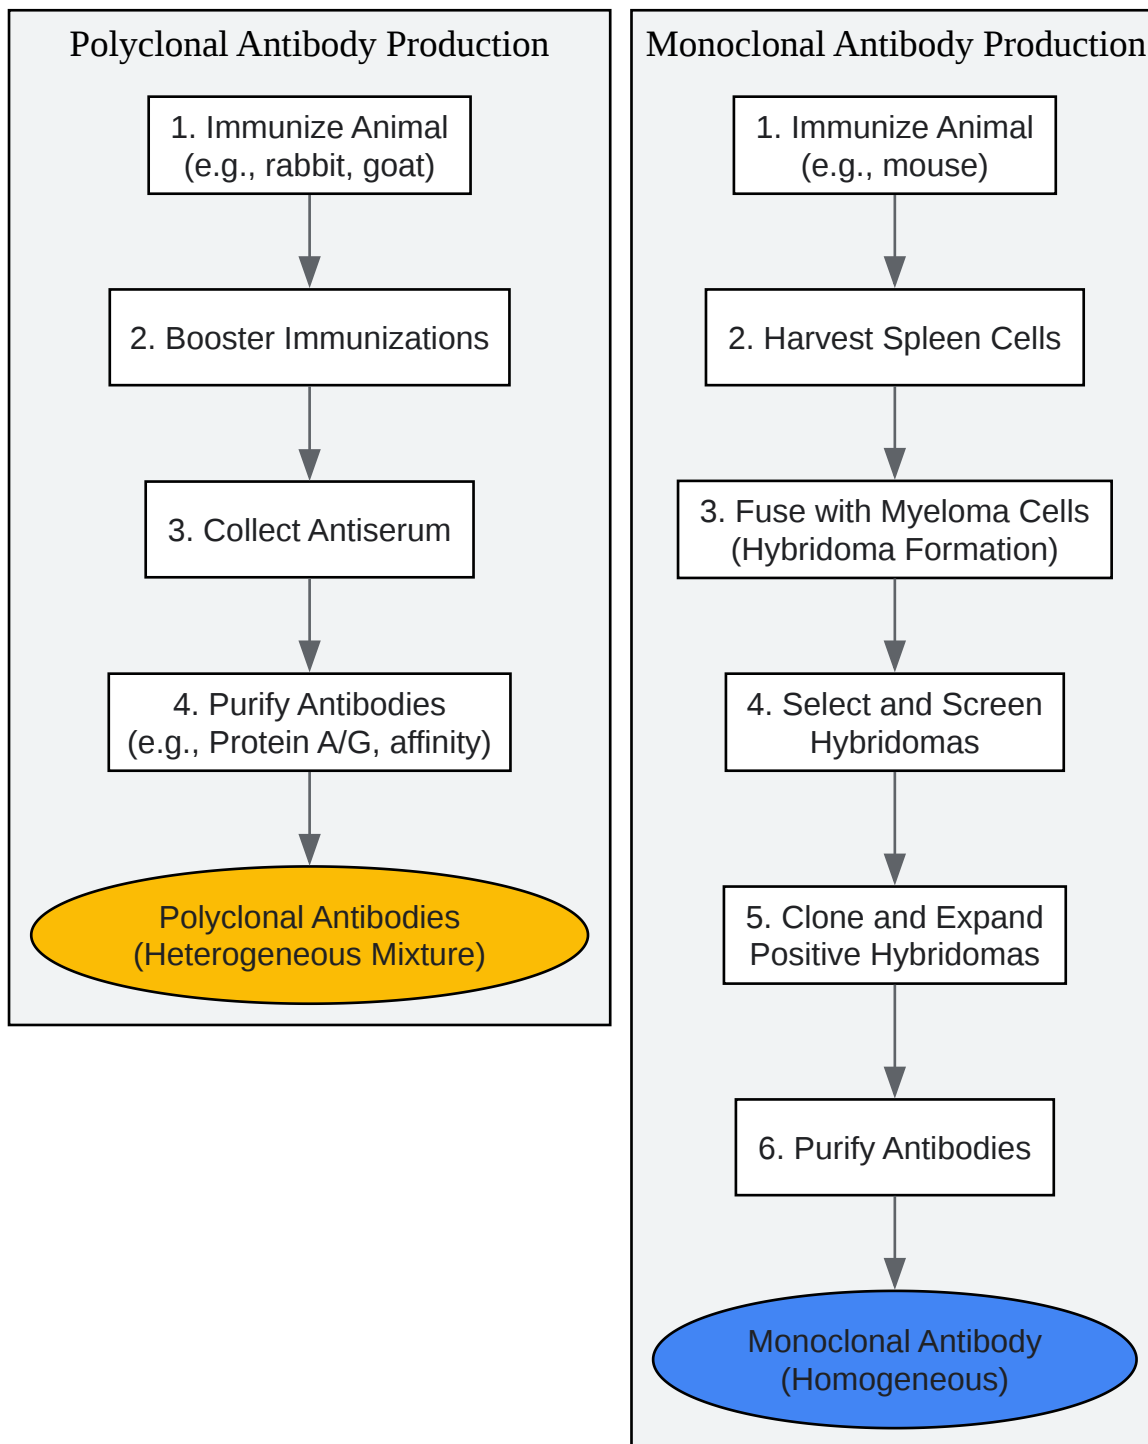 Polyclonal Antibody Production
1. Immunize Animal
(e.g., rabbit, goat)
2. Booster Immunizations
3. Collect Antiserum
4. Purify Antibodies
(e.g., Protein A/G, affinity)
Polyclonal Antibodies
(Heterogeneous Mixture)
Monoclonal Antibody Production
1. Immunize Animal
(e.g., mouse)
2. Harvest Spleen Cells
3. Fuse with Myeloma Cells
(Hybridoma Formation)
4. Select and Screen
Hybridomas
5. Clone and Expand
Positive Hybridomas
6. Purify Antibodies
Monoclonal Antibody
(Homogeneous)